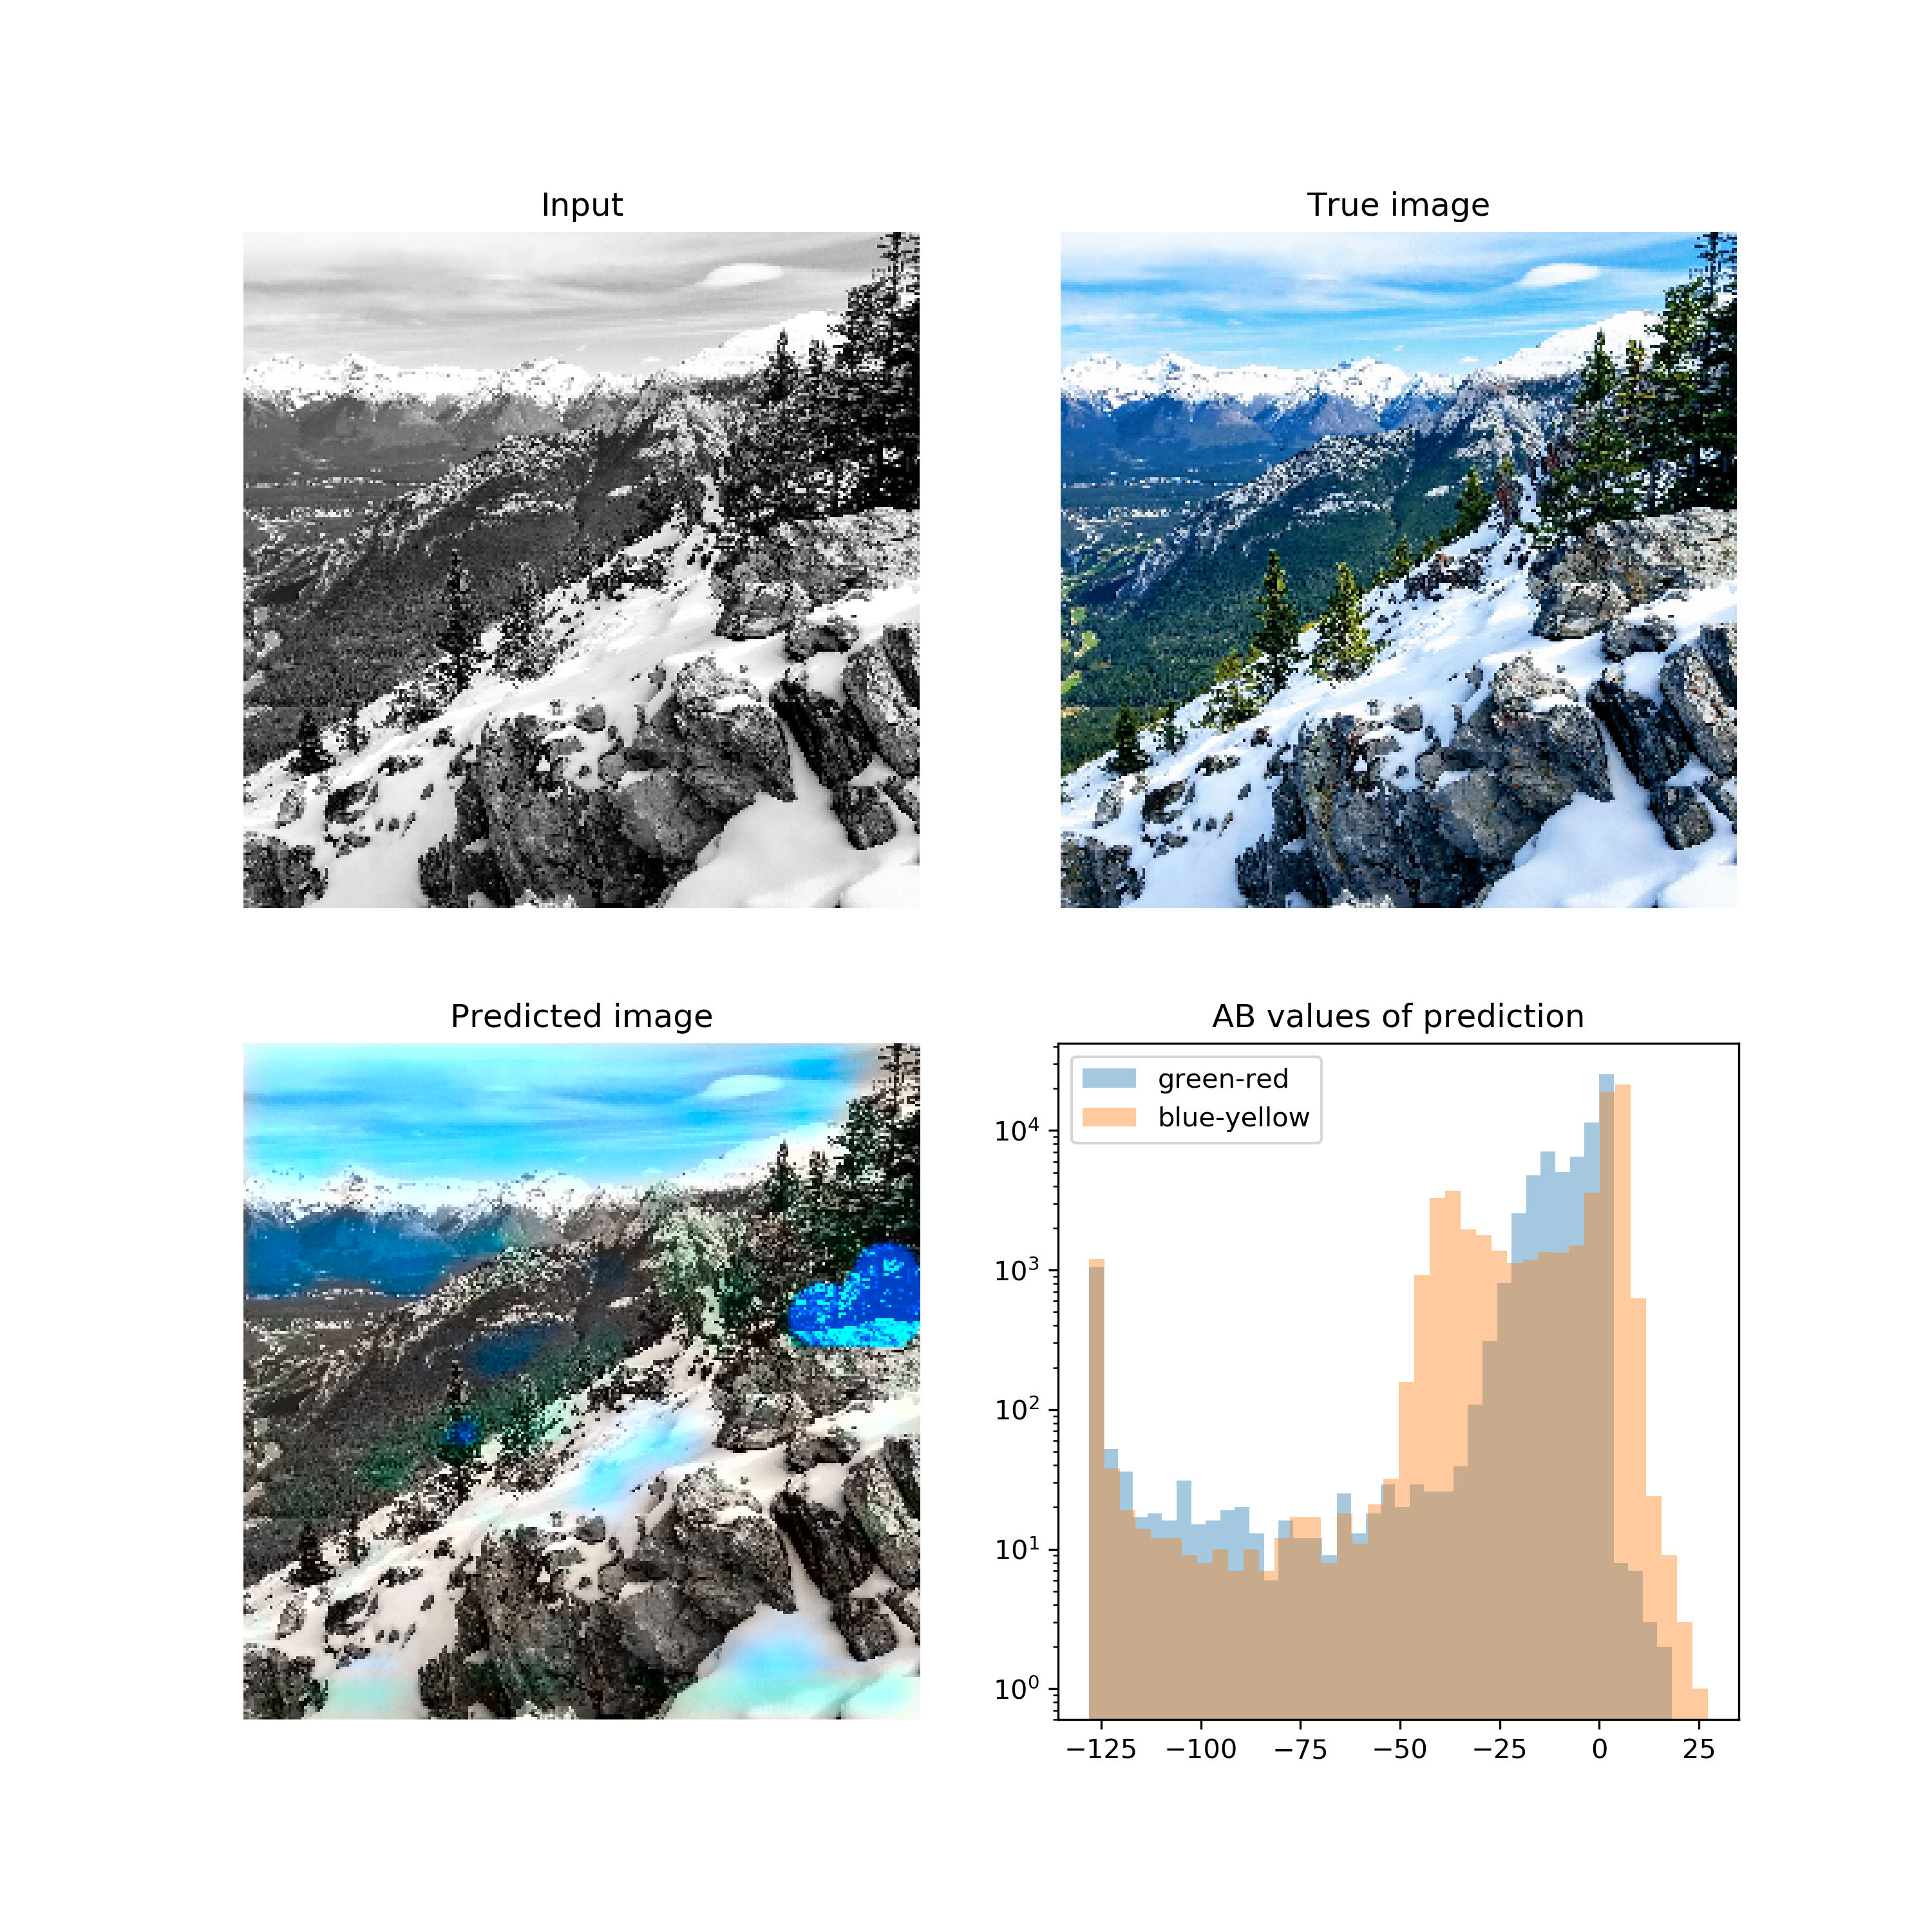 Input
True image
Predicted image
AB values of prediction
green-red
blue-yellow
10⁴
10³
10²
10¹
10⁰
−125 −100 −75 −50 −25 0 25